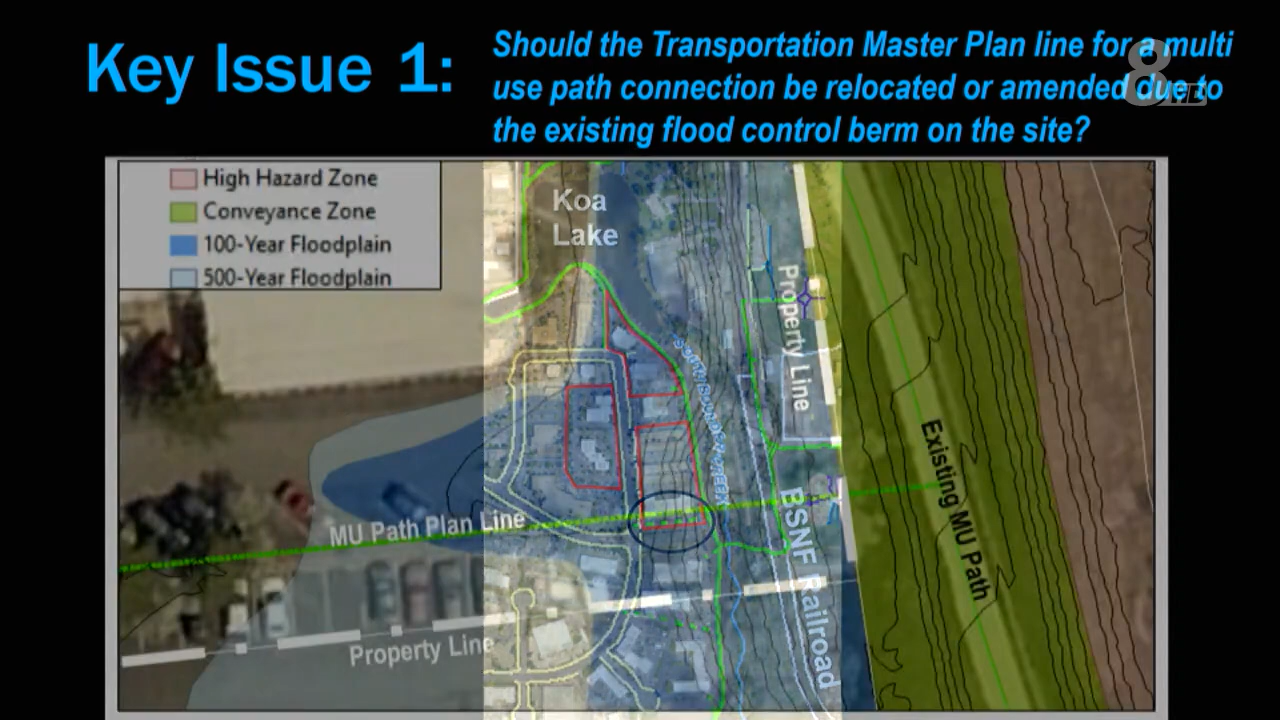 Key Issue 1:
Should the Transportation Master Plan line for a multi
use path connection be relocated or amended due to
the existing flood control berm on the site?
8
HD
High Hazard Zone
Conveyance Zone
100-Year Floodplain
500-Year Floodplain
Koa
Lake
Property Line
Existing MU Path
MU Path Plan Line
BSNF Railroad
Property Line